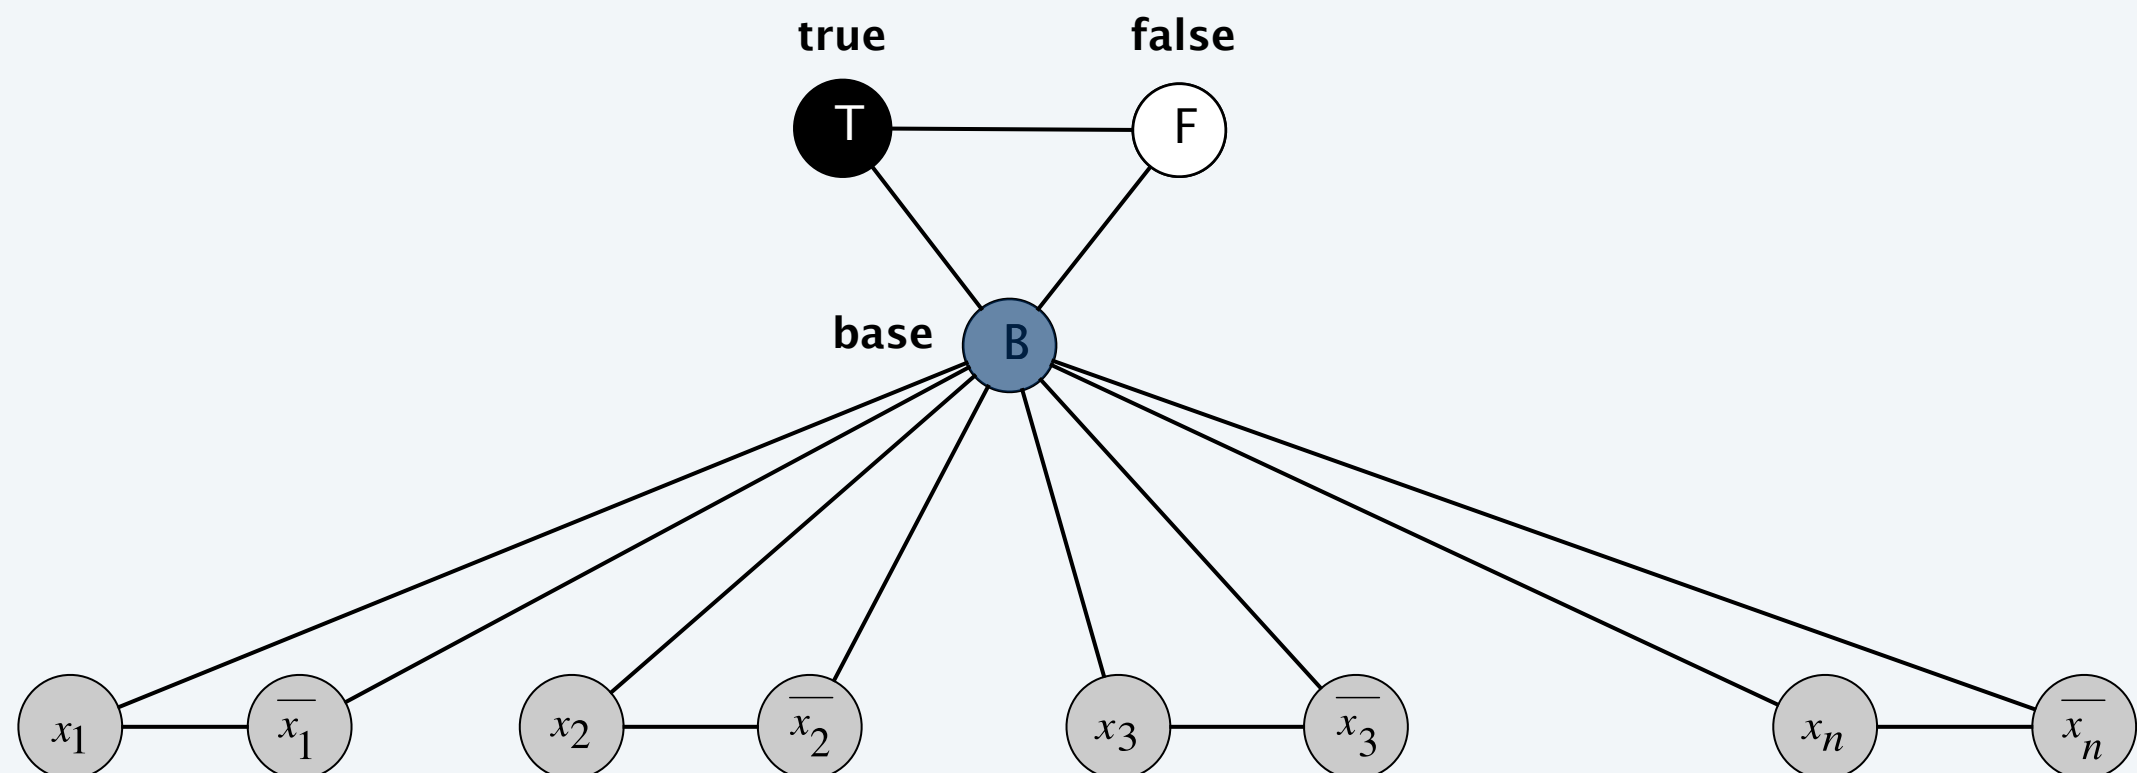 true false
T F
base B
x1 x̅1̅ x2 x̅2̅ x3 x̅3̅ xn x̅n̅